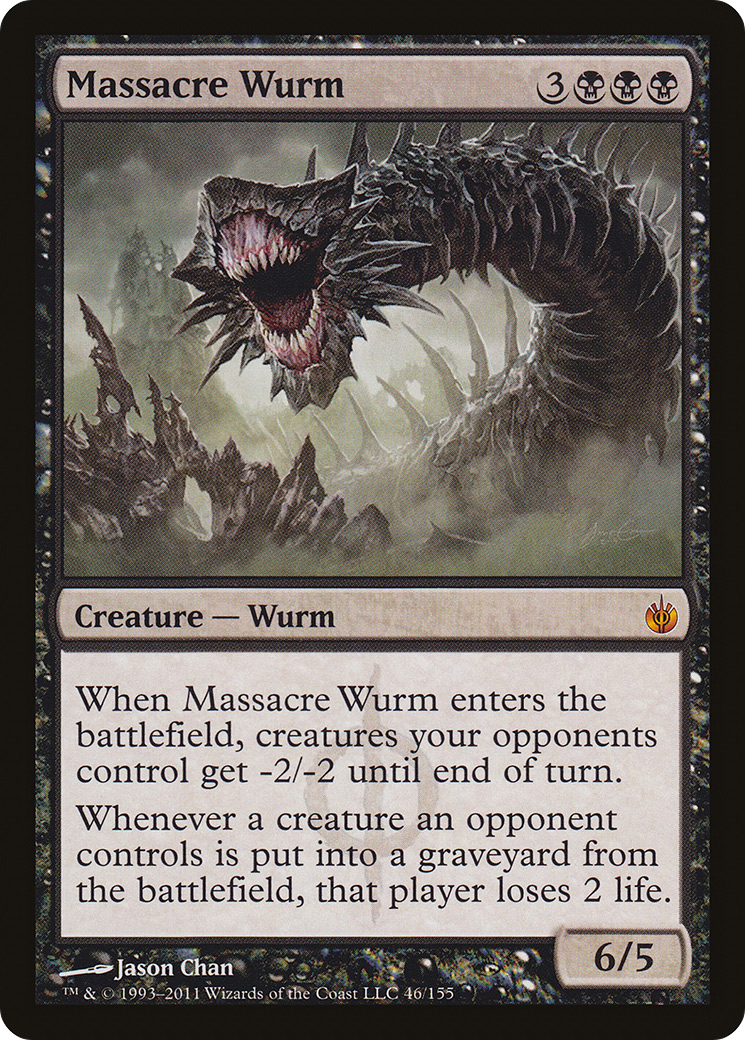 Massacre Wurm 3
Creature — Wurm
When Massacre Wurm enters the
battlefield, creatures your opponents
control get -2/-2 until end of turn.
Whenever a creature an opponent
controls is put into a graveyard from
the battlefield, that player loses 2 life.
6/5
Jason Chan
™ & © 1993–2011 Wizards of the Coast LLC 46/155